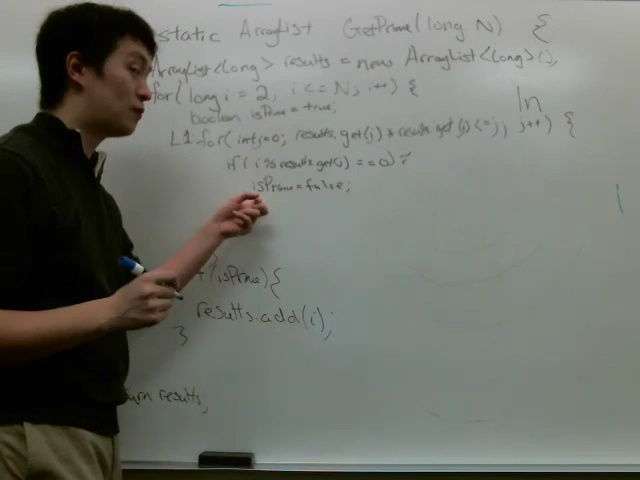 static ArrayList GetPrime(long N) {
ArrayList<Long> results = new ArrayList<Long>();
for( long i = 2, i <= N; i++) {
boolean isPrime = true;
ln
L1 for( int j=0; results.get(j) * results.get(j) <= j, j++) {
if( i % results.get(j) == 0) {
isPrime = false;
(isPrime) {
results.add(i);
}
urn results;